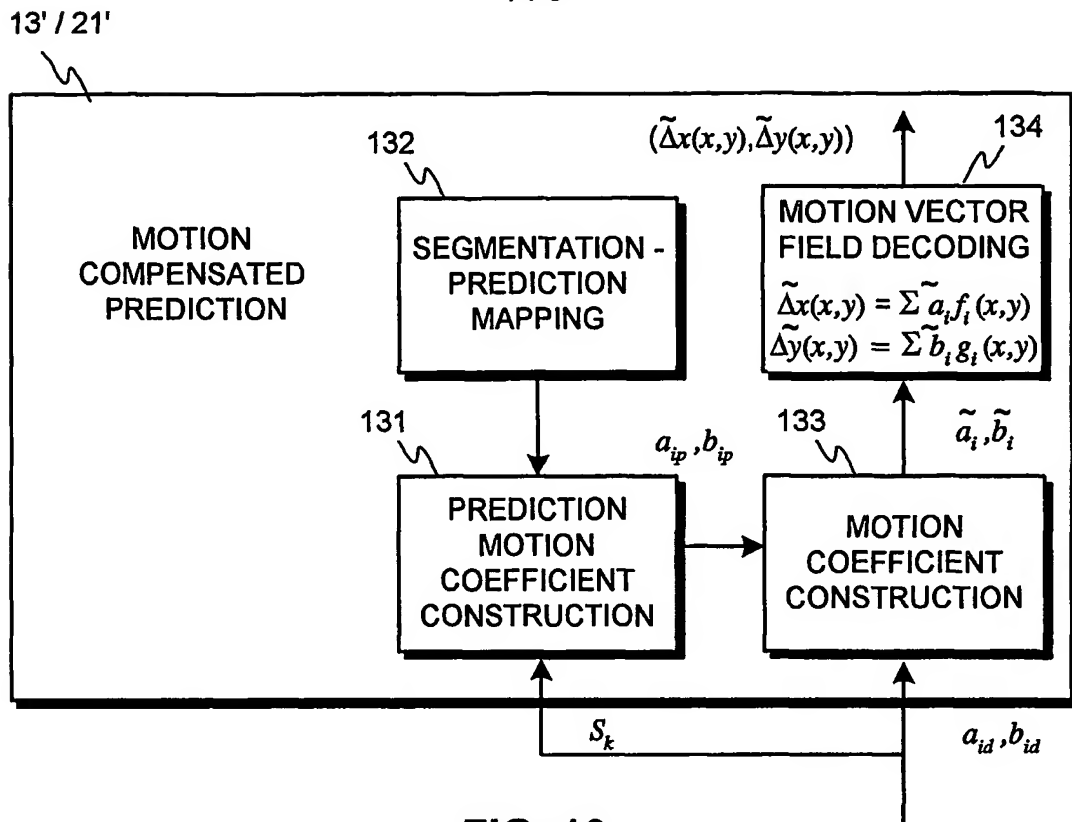 13' / 21'
MOTION
COMPENSATED
PREDICTION
132
SEGMENTATION -
PREDICTION
MAPPING
(Δ̃x(x,y),Δ̃y(x,y))
134
MOTION VECTOR
FIELD DECODING
Δ̃x(x,y) = Σ ã_i f_i (x,y)
Δ̃y(x,y) = Σ b̃_i g_i (x,y)
131
PREDICTION
MOTION
COEFFICIENT
CONSTRUCTION
a_ip ,b_ip
133
ã_i ,b̃_i
MOTION
COEFFICIENT
CONSTRUCTION
S_k
a_id ,b_id